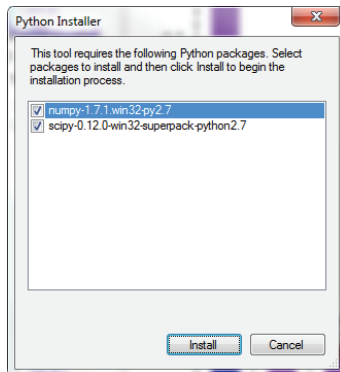 Python Installer
This tool requires the following Python packages. Select
packages to install and then click Install to begin the
installation process.
numpy-1.7.1.win32-py2.7
scipy-0.12.0-win32-superpack-python2.7
Install
Cancel